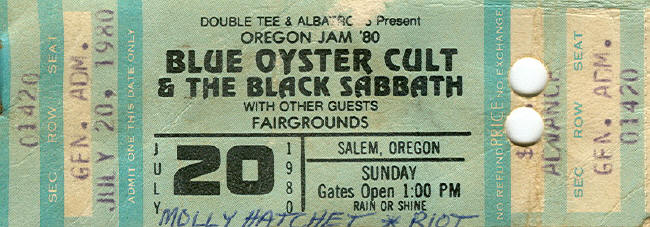 01420
SEC. ROW SEAT
GEN. ADM.
JULY 20, 1980
ADMIT ONE THIS DATE ONLY
DOUBLE TEE & Present
OREGON JAM '80
BLUE OYSTER CULT
& THE BLACK SABBATH
WITH OTHER GUESTS
FAIRGROUNDS
JULY
20
1980
SALEM, OREGON
SUNDAY
Gates Open 1:00 PM
RAIN OR SHINE
MOLLY HATCHET * RIOT
NO REFUND NO EXCHANGE
PRICE
$
ADVANCE
SEC. ROW SEAT
GEN. ADM.
01420